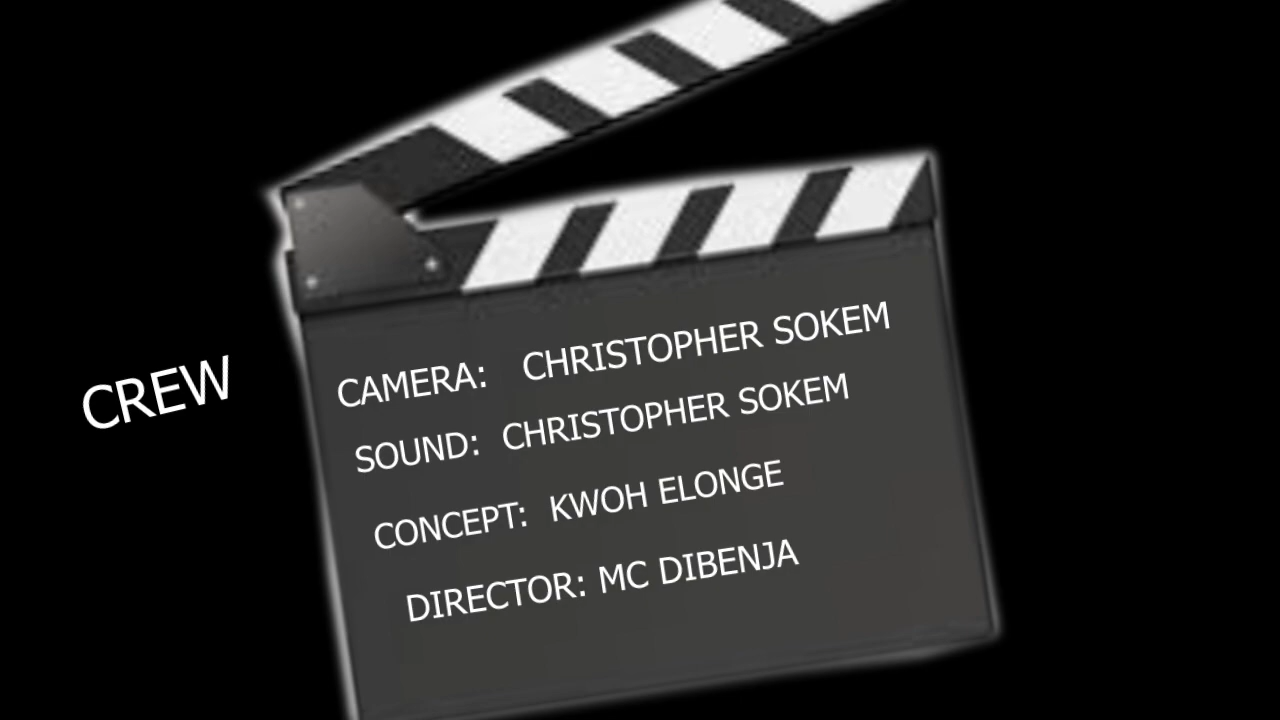 CREW
CAMERA: CHRISTOPHER SOKEM
SOUND: CHRISTOPHER SOKEM
CONCEPT: KWOH ELONGE
DIRECTOR: MC DIBENJA